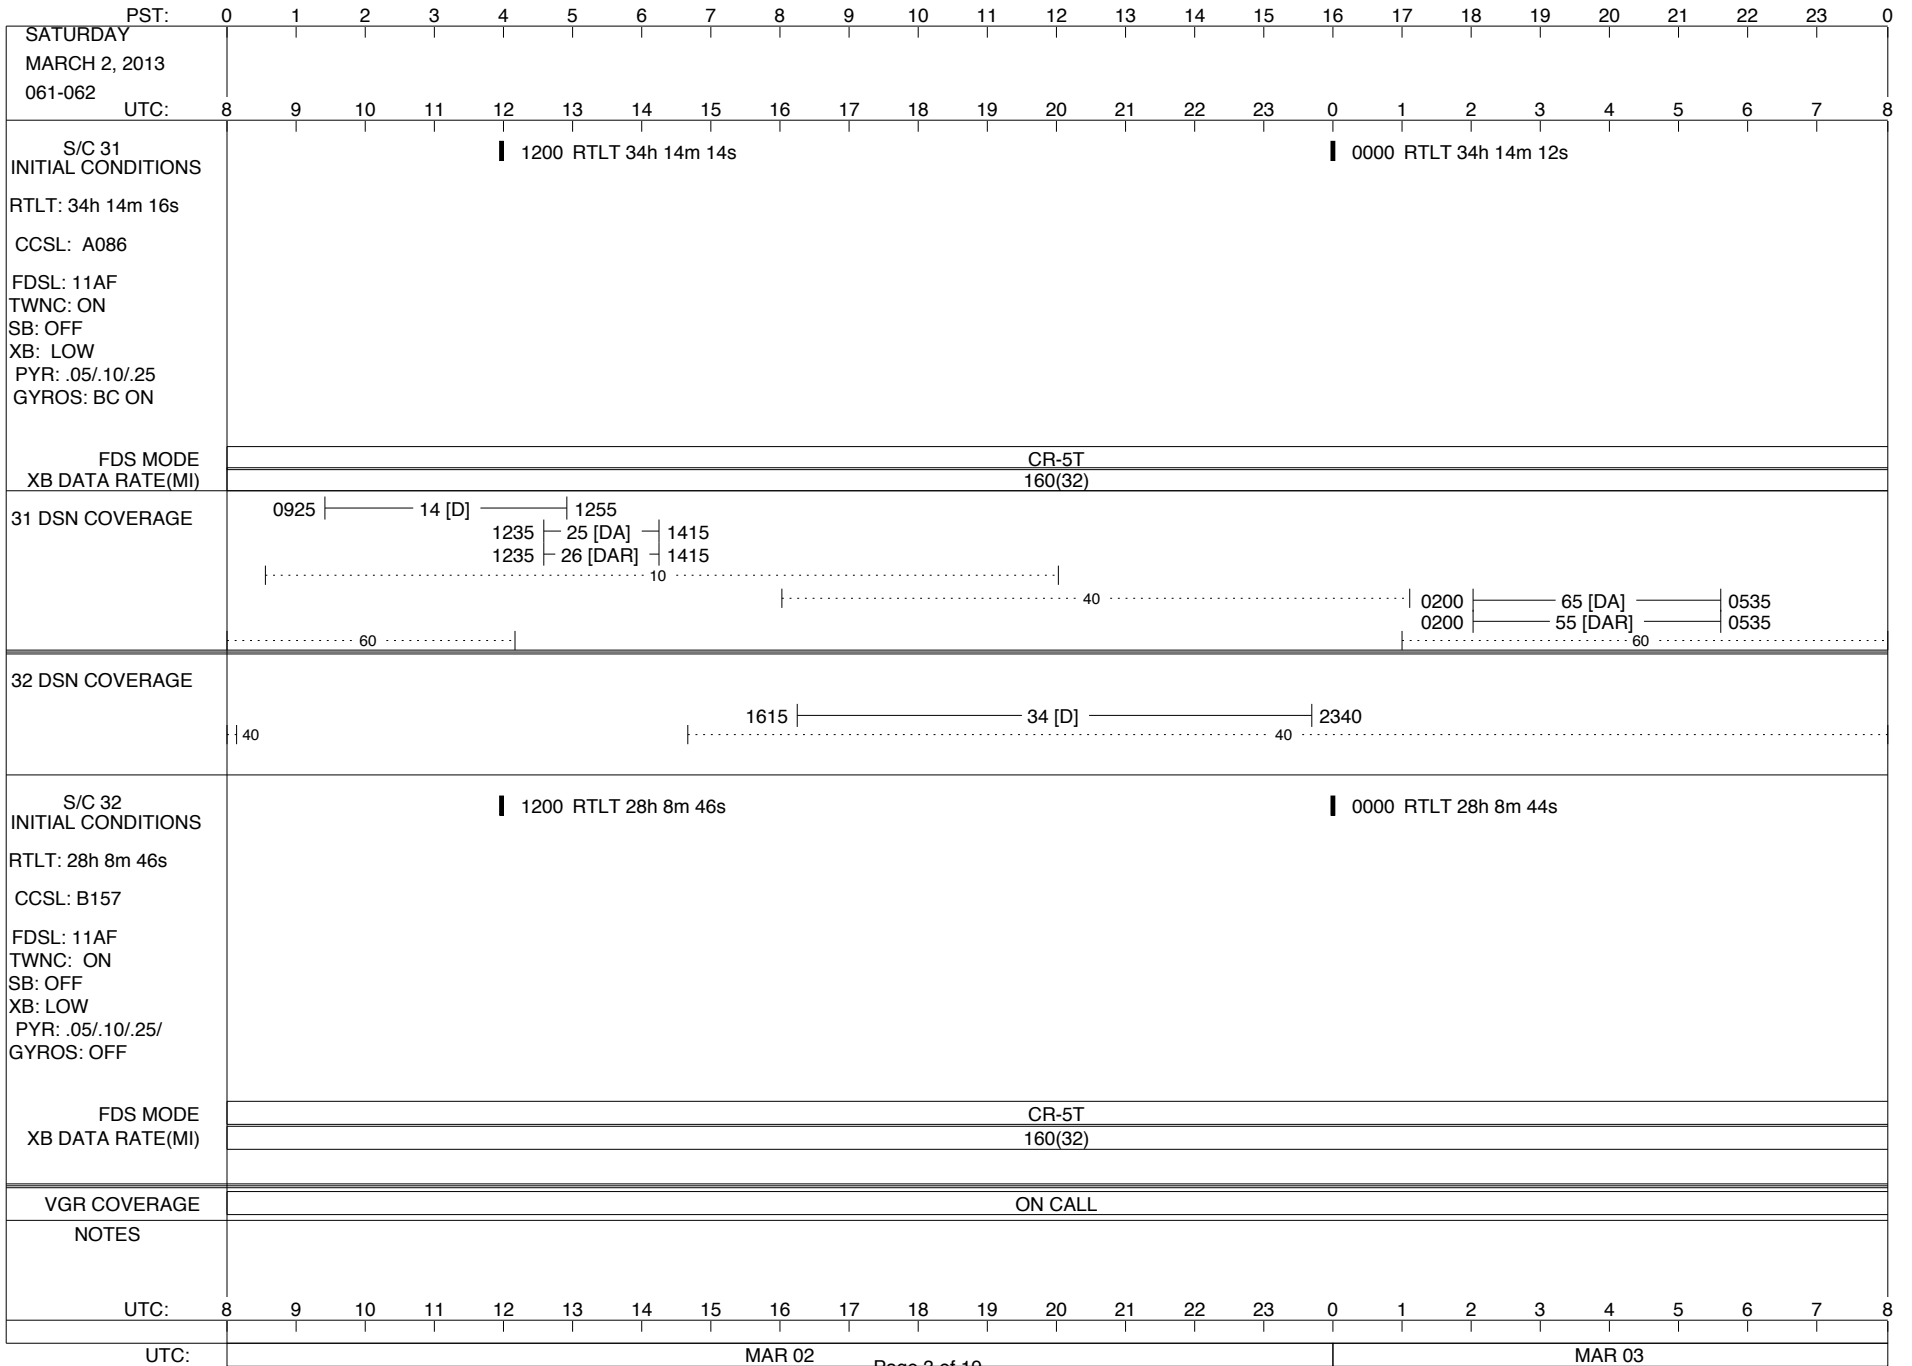 PST: 0 1 2 3 4 5 6 7 8 9 10 11 12 13 14 15 16 17 18 19 20 21 22 23 0
SATURDAY
MARCH 2, 2013
061-062
UTC: 8 9 10 11 12 13 14 15 16 17 18 19 20 21 22 23 0 1 2 3 4 5 6 7 8
S/C 31
INITIAL CONDITIONS
1200 RTLT 34h 14m 14s
0000 RTLT 34h 14m 12s
RTLT: 34h 14m 16s
CCSL: A086
FDSL: 11AF
TWNC: ON
SB: OFF
XB: LOW
PYR: .05/.10/.25
GYROS: BC ON
FDS MODE CR-5T
XB DATA RATE(MI) 160(32)
31 DSN COVERAGE
0925 14 [D] 1255
1235 25 [DA] 1415
1235 26 [DAR] 1415
10
40
0200 65 [DA] 0535
0200 55 [DAR] 0535
60 60
32 DSN COVERAGE
1615 34 [D] 2340
40 40
S/C 32
INITIAL CONDITIONS
1200 RTLT 28h 8m 46s
0000 RTLT 28h 8m 44s
RTLT: 28h 8m 46s
CCSL: B157
FDSL: 11AF
TWNC: ON
SB: OFF
XB: LOW
PYR: .05/.10/.25/
GYROS: OFF
FDS MODE CR-5T
XB DATA RATE(MI) 160(32)
VGR COVERAGE ON CALL
NOTES
UTC: 8 9 10 11 12 13 14 15 16 17 18 19 20 21 22 23 0 1 2 3 4 5 6 7 8
UTC: MAR 02 MAR 03